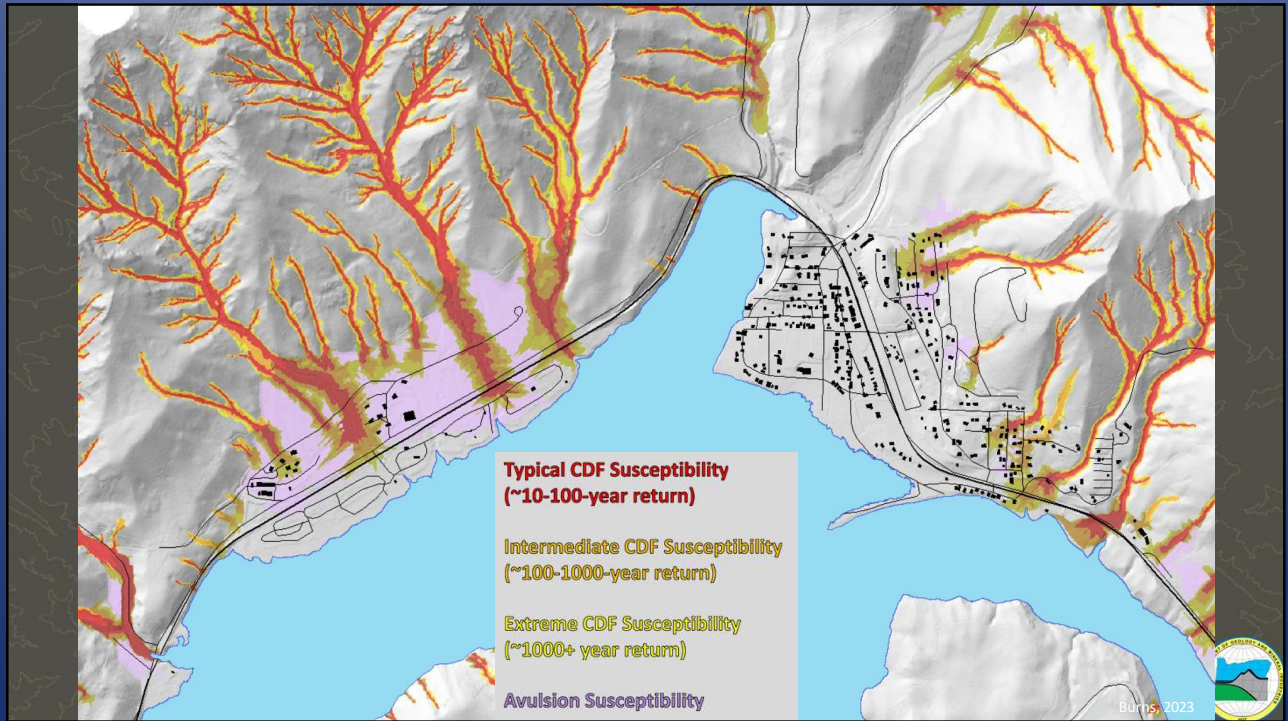 Typical CDF Susceptibility
(~10-100-year return)
Intermediate CDF Susceptibility
(~100-1000-year return)
Extreme CDF Susceptibility
(~1000+ year return)
Avulsion Susceptibility
Burns, 2023